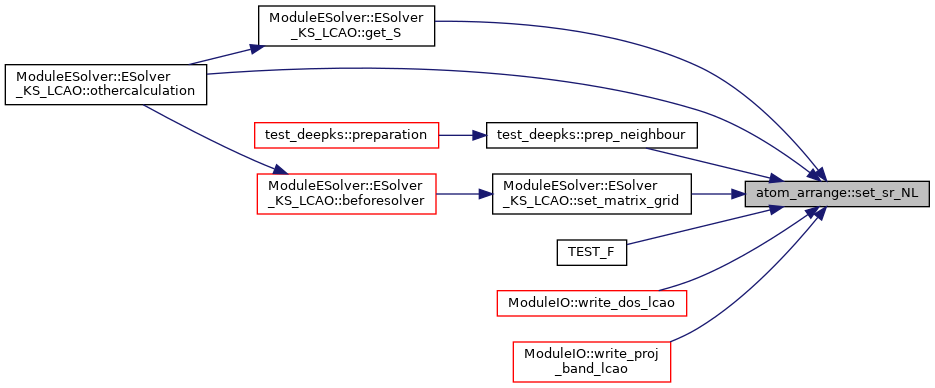 ModuleESolver::ESolver
_KS_LCAO::get_S
ModuleESolver::ESolver
_KS_LCAO::othercalculation
test_deepks::preparation
test_deepks::prep_neighbour
ModuleESolver::ESolver
_KS_LCAO::beforesolver
ModuleESolver::ESolver
_KS_LCAO::set_matrix_grid
atom_arrange::set_sr_NL
TEST_F
ModuleIO::write_dos_lcao
ModuleIO::write_proj
_band_lcao